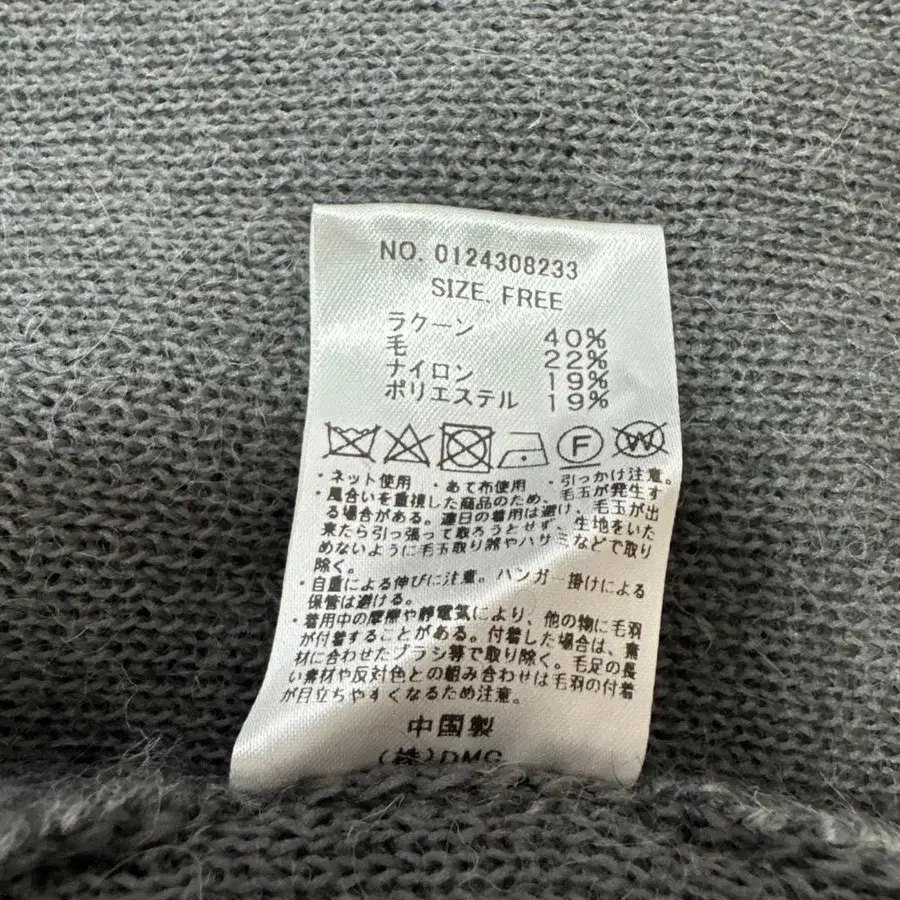 NO. 0124308233
SIZE. FREE
ラクーン 40%
毛 22%
ナイロン 19%
ポリエステル 19%
F W
・ネット使用 ・あて布使用 ・引っかけ注意。
・風合いを重視した商品のため、毛玉が発生す
る場合がある。連日の着用は避け、毛玉が出
来たら引っ張って取ろうとせず、生地をいた
めないように毛玉取り器やハサミなどで取り
除く。
・自重による伸びに注意。ハンガー掛けによる
保管は避ける。
・着用中の摩擦や静電気により、他の物に毛羽
が付着することがある。付着した場合は、素
材に合わせたブラシ等で取り除く。毛足の長
い素材や反対色との組み合わせは毛羽の付着
が目立ちやすくなるため注意。
中国製
(株)DMC